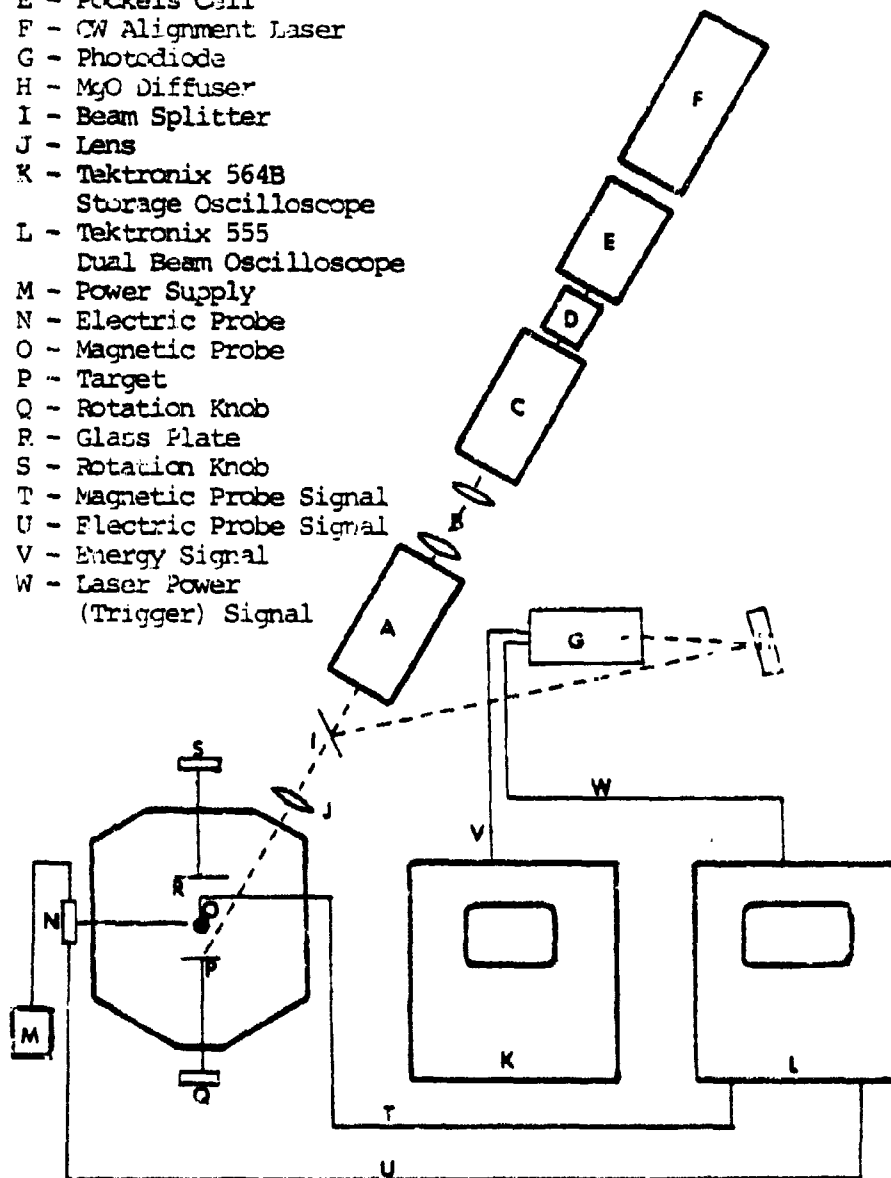 E - Pockels Cell
F - CW Alignment Laser
G - Photodiode
H - MgO Diffuser
I - Beam Splitter
J - Lens
K - Tektronix 564B
Storage Oscilloscope
L - Tektronix 555
Dual Beam Oscilloscope
M - Power Supply
N - Electric Probe
O - Magnetic Probe
P - Target
Q - Rotation Knob
R - Glass Plate
S - Rotation Knob
T - Magnetic Probe Signal
U - Electric Probe Signal
V - Energy Signal
W - Laser Power
(Trigger) Signal
F
E
D
C
B
A
G
I
S
J
W
V
R
O
N
P
M
K
L
Q
T
U